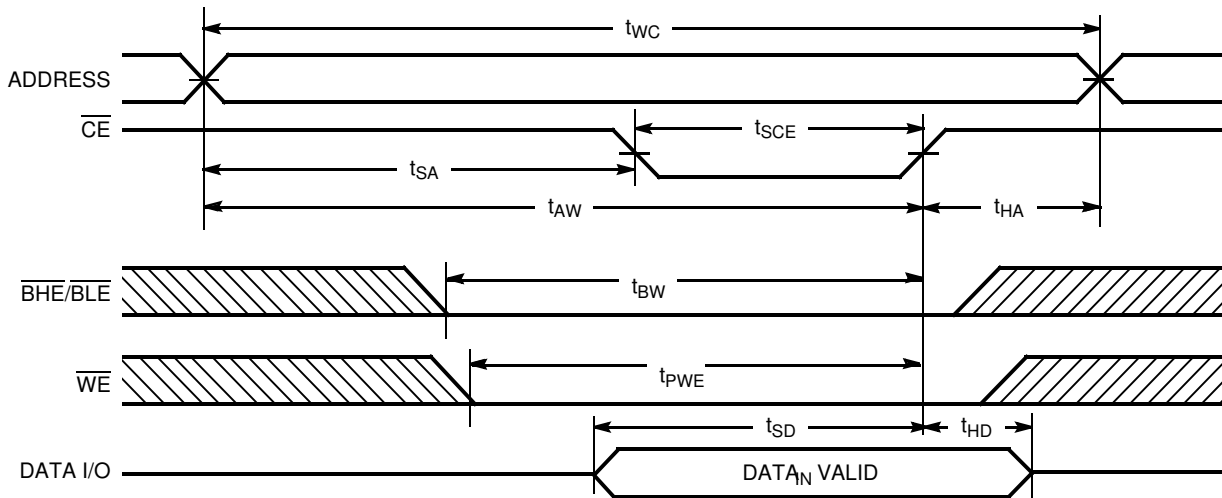 tWC
ADDRESS
CE
tSCE
tSA
tAW
tHA
BHE/BLE
tBW
WE
tPWE
tSD
tHD
DATA I/O
DATAIN VALID